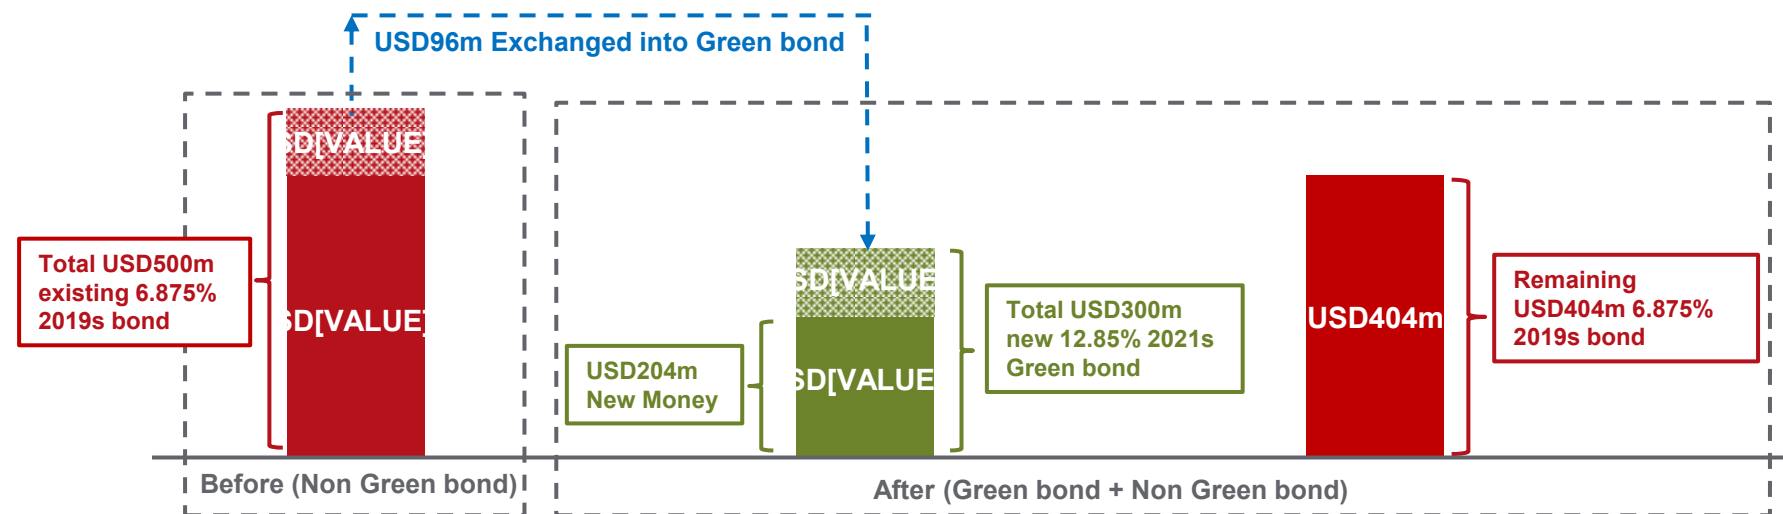 USD96m Exchanged into Green bond
SD[VALUE]
Total USD500m
existing 6.875%
2019s bond
SD[VALUE]
SD[VALUE
USD204m
New Money
SD[VALUE
Total USD300m
new 12.85% 2021s
Green bond
USD404m
Remaining
USD404m 6.875%
2019s bond
Before (Non Green bond)
After (Green bond + Non Green bond)